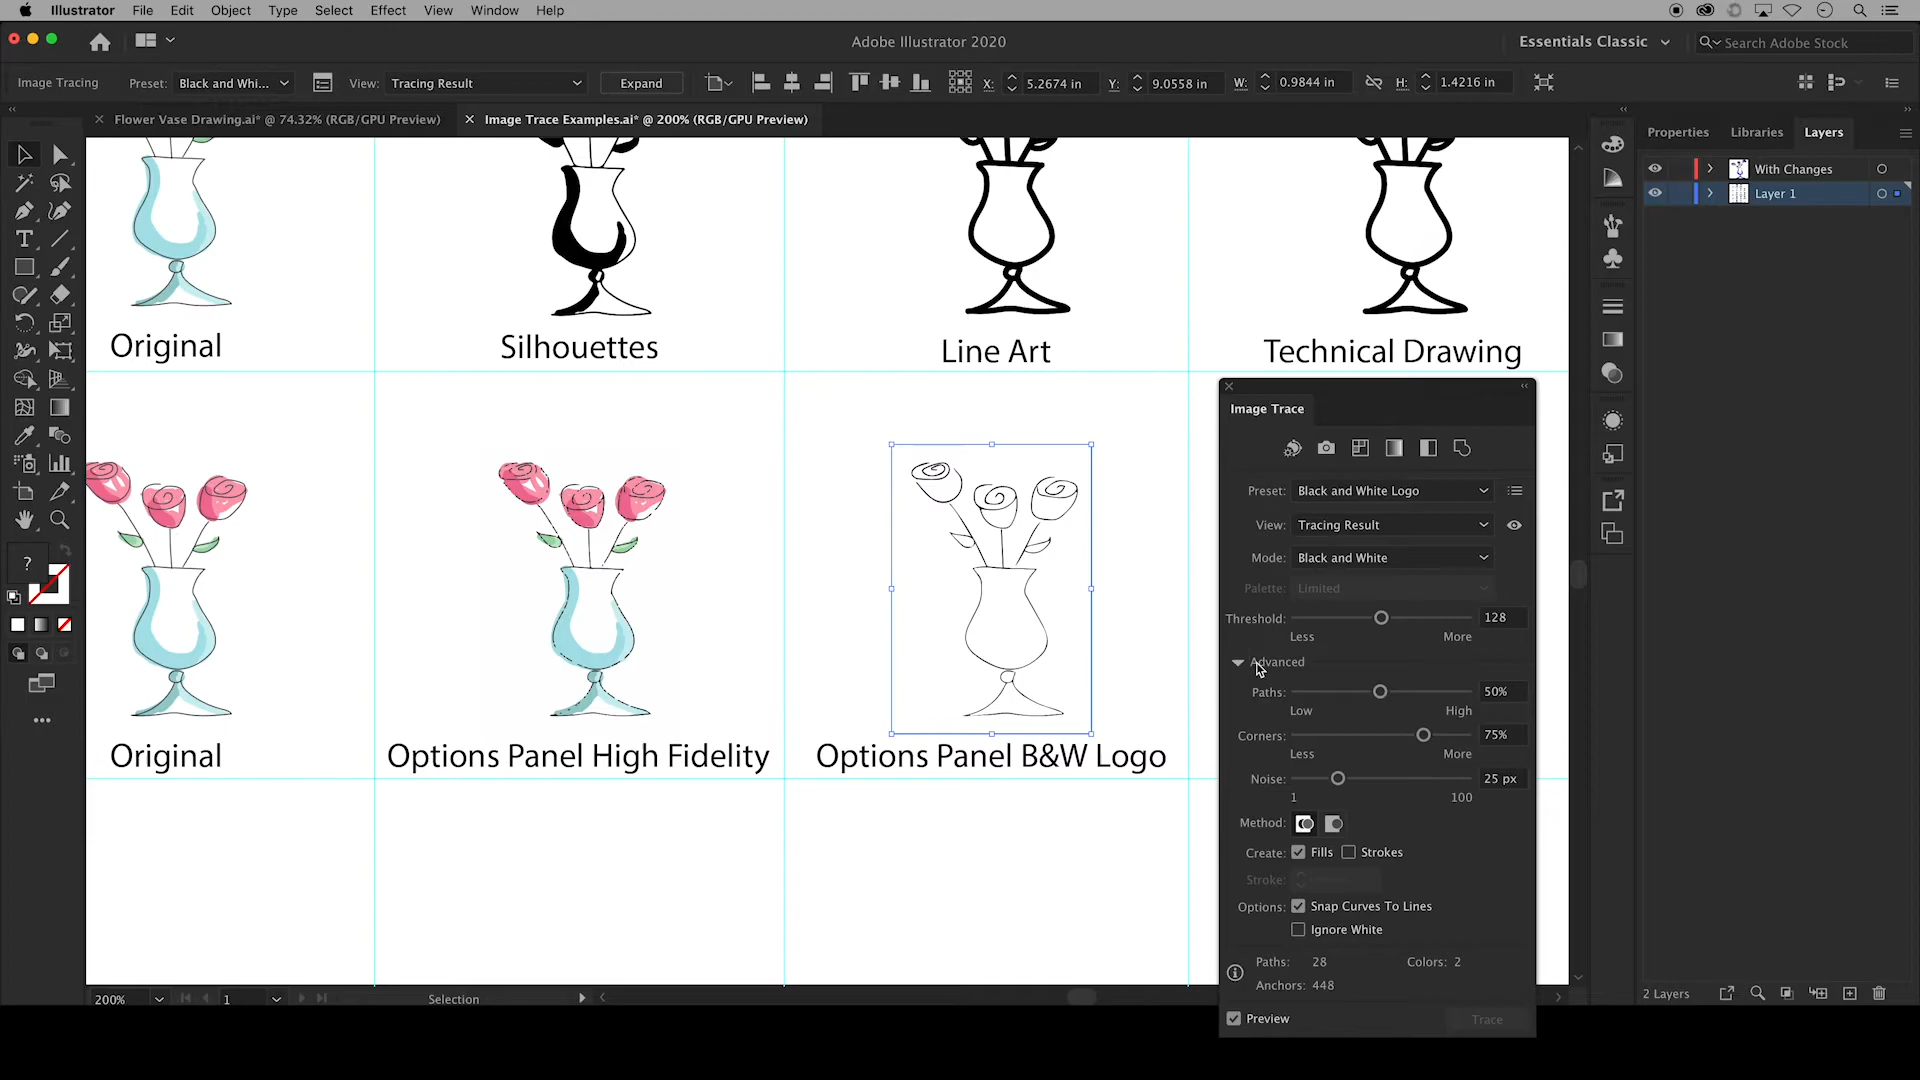 Illustrator File Edit Object Type Select Effect View Window Help
Adobe Illustrator 2020
Essentials Classic
Search Adobe Stock
Image Tracing Preset: Black and Whi... View: Tracing Result Expand X: 5.2674 in Y: 9.0558 in W: 0.9844 in H: 1.4216 in
Flower Vase Drawing.ai* @ 74.32% (RGB/GPU Preview) Image Trace Examples.ai* @ 200% (RGB/GPU Preview)
Properties Libraries Layers
With Changes
Layer 1
Original Silhouettes Line Art Technical Drawing
Image Trace
Preset: Black and White Logo
View: Tracing Result
Mode: Black and White
Palette: Limited
Threshold: 128
Less More
Advanced
Paths: 50%
Low High
Corners: 75%
Less More
Noise: 25 px
1 100
Method:
Create: Fills Strokes
Stroke:
Options: Snap Curves To Lines
Ignore White
Paths: 28 Colors: 2
Anchors: 448
Preview Trace
Original Options Panel High Fidelity Options Panel B&W Logo
?
200% 1 Selection
2 Layers